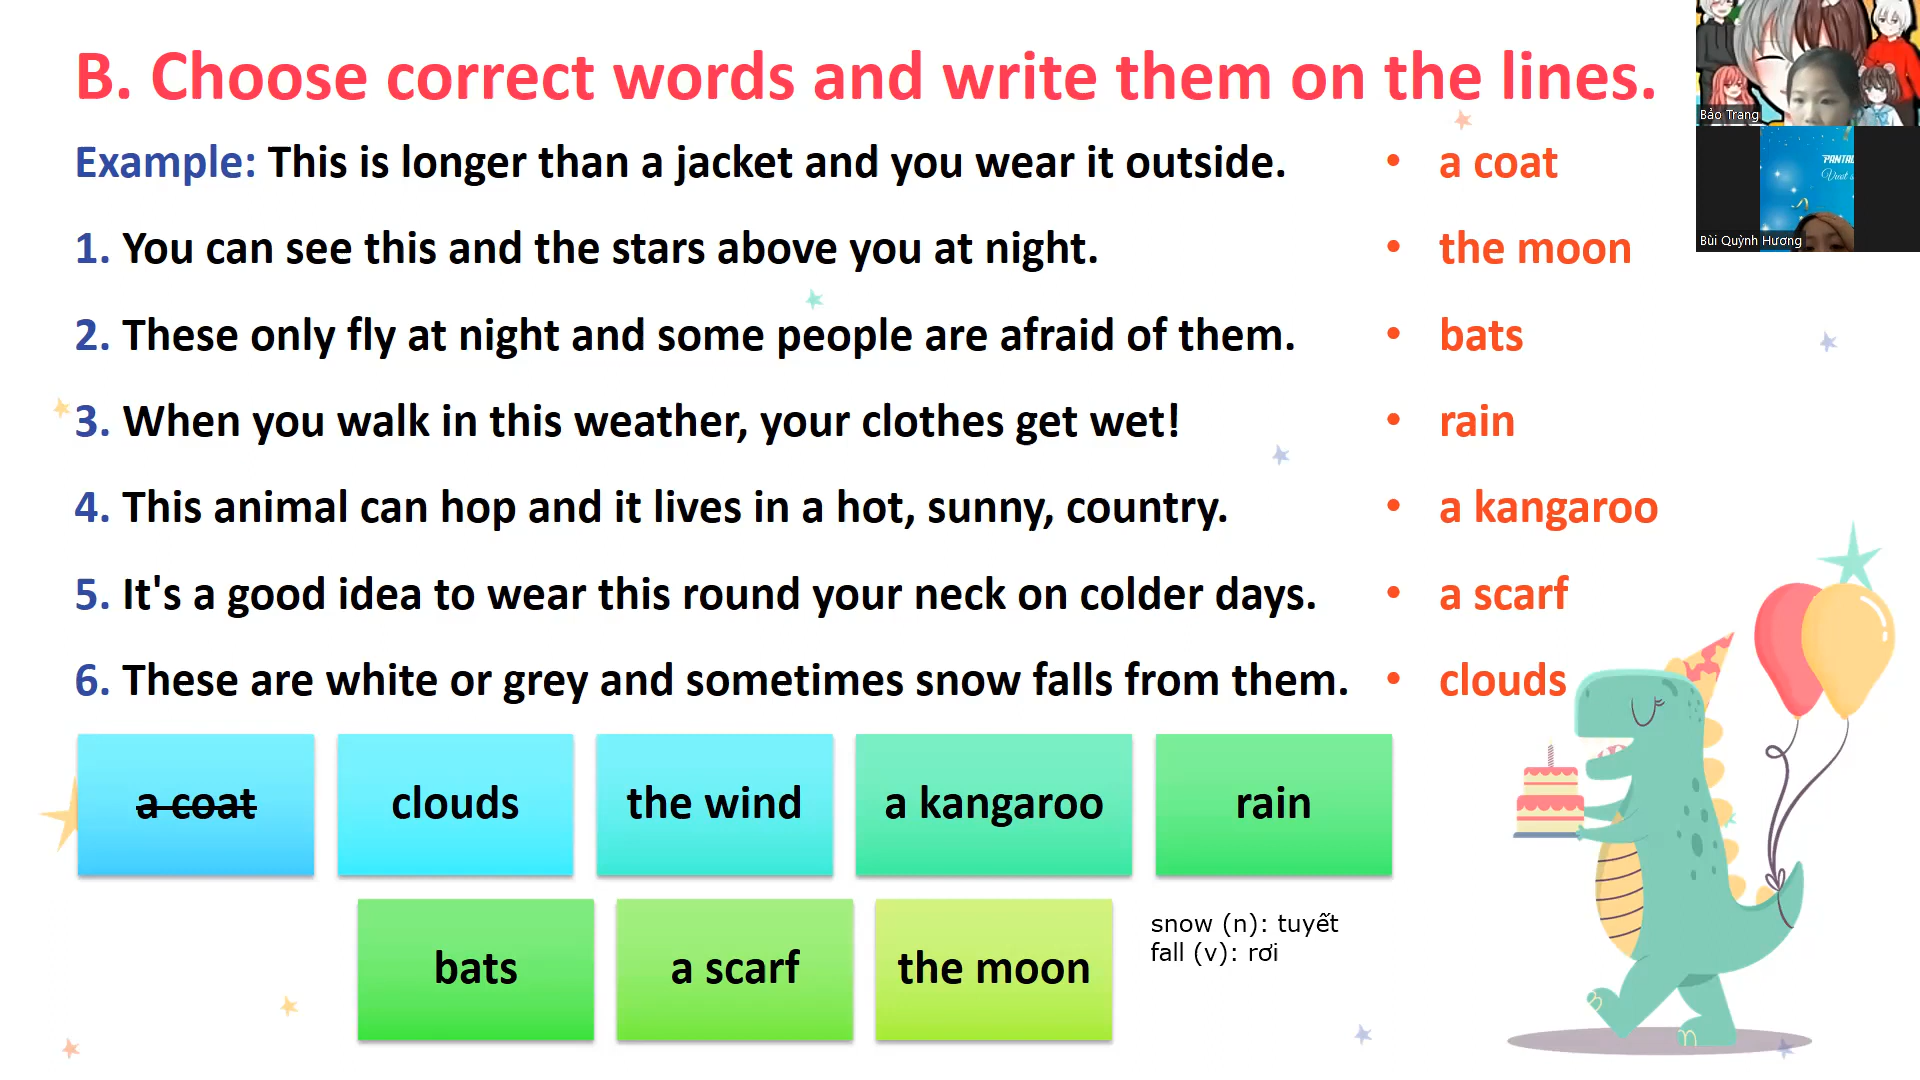 B. Choose correct words and write them on the lines.
Example: This is longer than a jacket and you wear it outside.
• a coat
1. You can see this and the stars above you at night.
• the moon
2. These only fly at night and some people are afraid of them.
• bats
3. When you walk in this weather, your clothes get wet!
• rain
4. This animal can hop and it lives in a hot, sunny, country.
• a kangaroo
5. It's a good idea to wear this round your neck on colder days.
• a scarf
6. These are white or grey and sometimes snow falls from them.
• clouds
a coat
clouds
the wind
a kangaroo
rain
bats
a scarf
the moon
snow (n): tuyết
fall (v): rơi
Bảo Trang
Bùi Quỳnh Hương